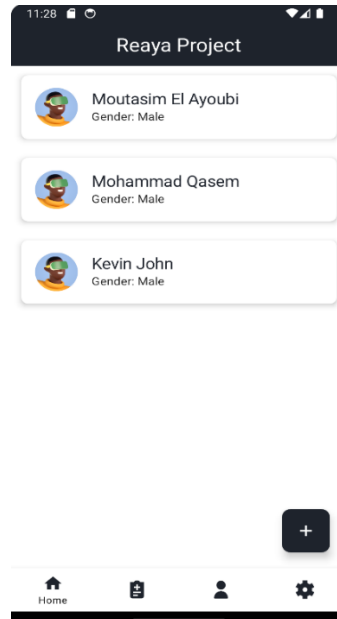 11:28
Reaya Project
Moutasim El Ayoubi
Gender: Male
Mohammad Qasem
Gender: Male
Kevin John
Gender: Male
+
Home